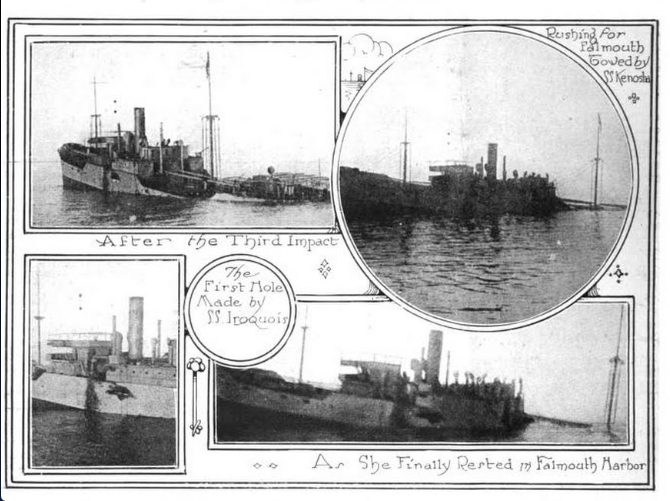 Rushing for
Falmouth
Towed by
SS Kenosha
After the Third Impact
The
First Hole
Made by
SS. Iroquois
As She Finally Rested in Falmouth Harbor